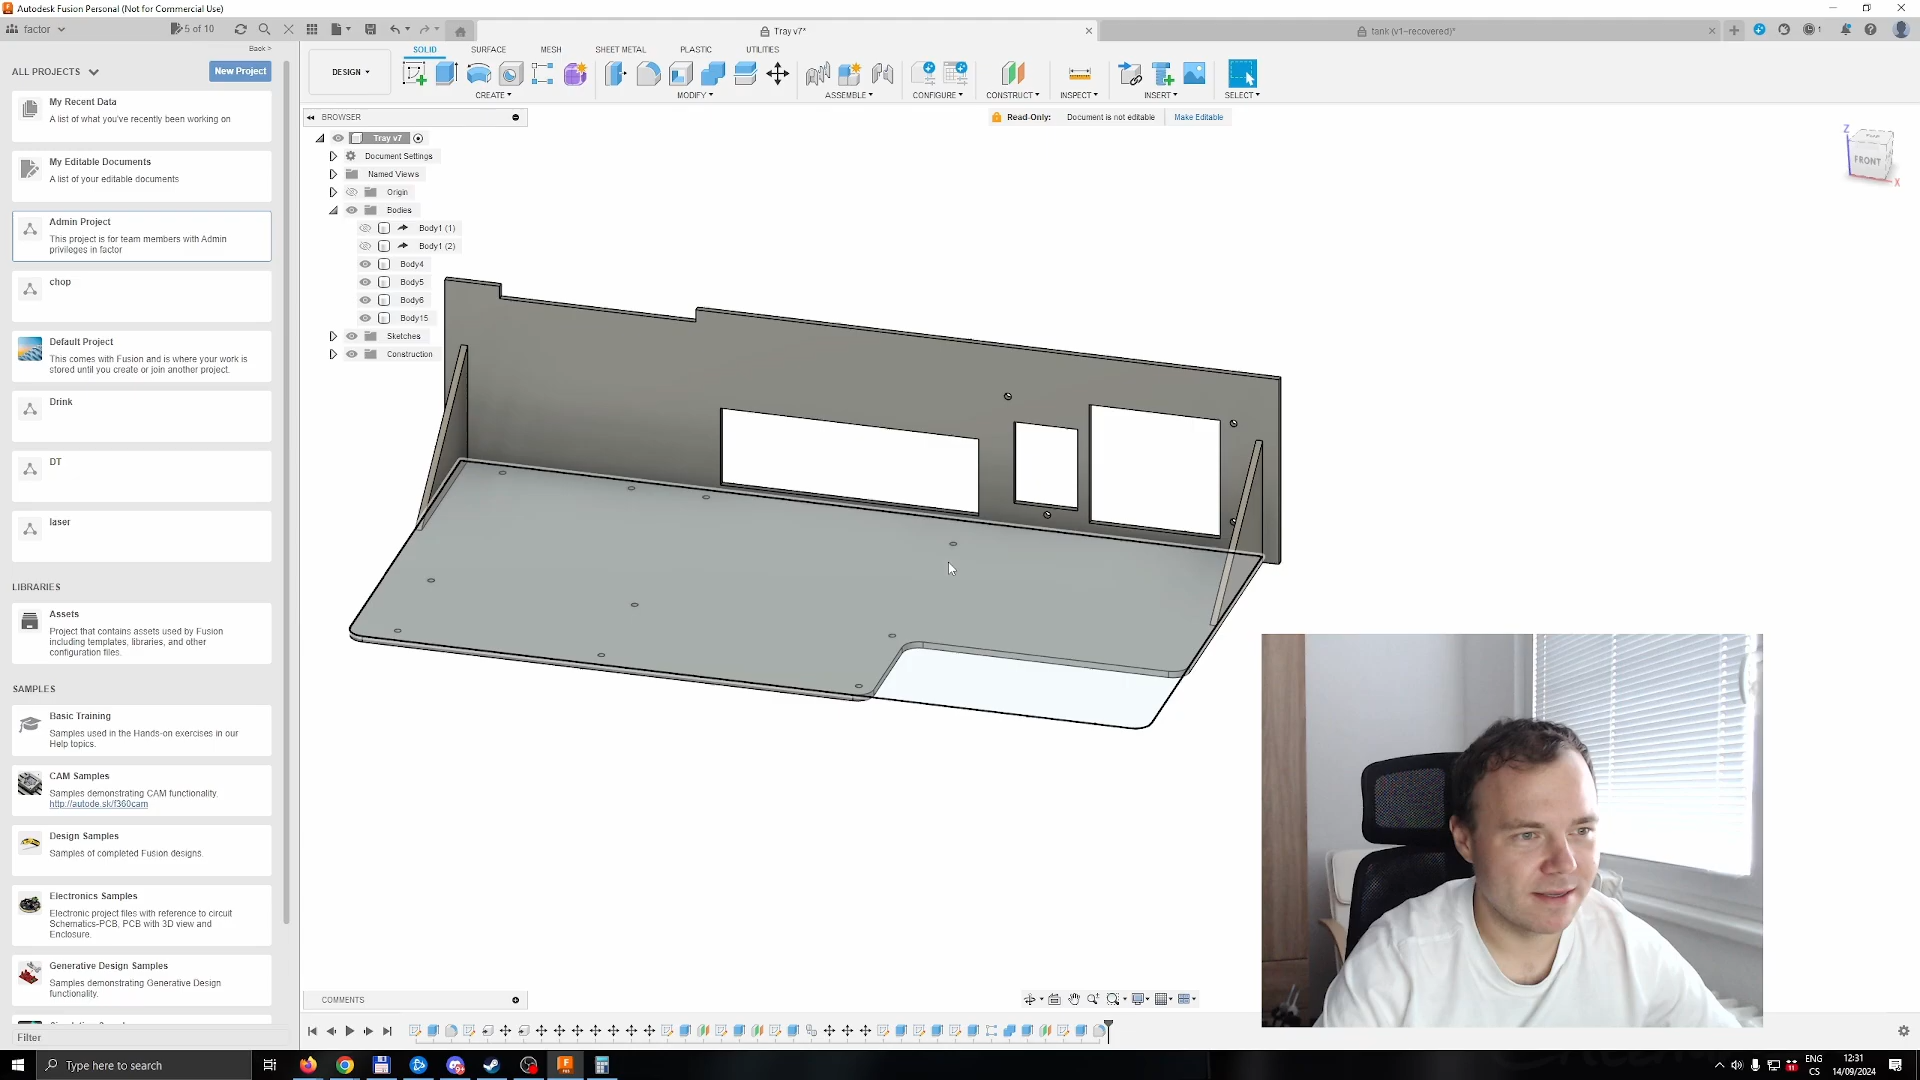 Autodesk Fusion Personal (Not for Commercial Use)
factor
5 of 10
Tray v7*
tank (v1~recovered)*
Back >
ALL PROJECTS
New Project
My Recent Data
A list of what you've recently been working on
My Editable Documents
A list of your editable documents
Admin Project
This project is for team members with Admin
privileges in factor
chop
Default Project
This comes with Fusion and is where your work is
stored until you create or join another project.
Drink
DT
laser
LIBRARIES
Assets
Project that contains assets used by Fusion
including templates, libraries, and other
configuration files.
SAMPLES
Basic Training
Samples used in the Hands-on exercises in our
Help topics.
CAM Samples
Samples demonstrating CAM functionality.
http://autode.sk/f360cam
Design Samples
Samples of completed Fusion designs.
Electronics Samples
Electronic project files with reference to circuit
Schematics-PCB, PCB with 3D view and
Enclosure.
Generative Design Samples
Samples demonstrating Generative Design
functionality.
Filter
DESIGN
SOLID
SURFACE
MESH
SHEET METAL
PLASTIC
UTILITIES
CREATE
MODIFY
ASSEMBLE
CONFIGURE
CONSTRUCT
INSPECT
INSERT
SELECT
BROWSER
Read-Only:
Document is not editable
Make Editable
Tray v7
Document Settings
Named Views
Origin
Bodies
Body1 (1)
Body1 (2)
Body4
Body5
Body6
Body15
Sketches
Construction
Z
FRONT
X
COMMENTS
Type here to search
ENG
CS
12:31
14/09/2024